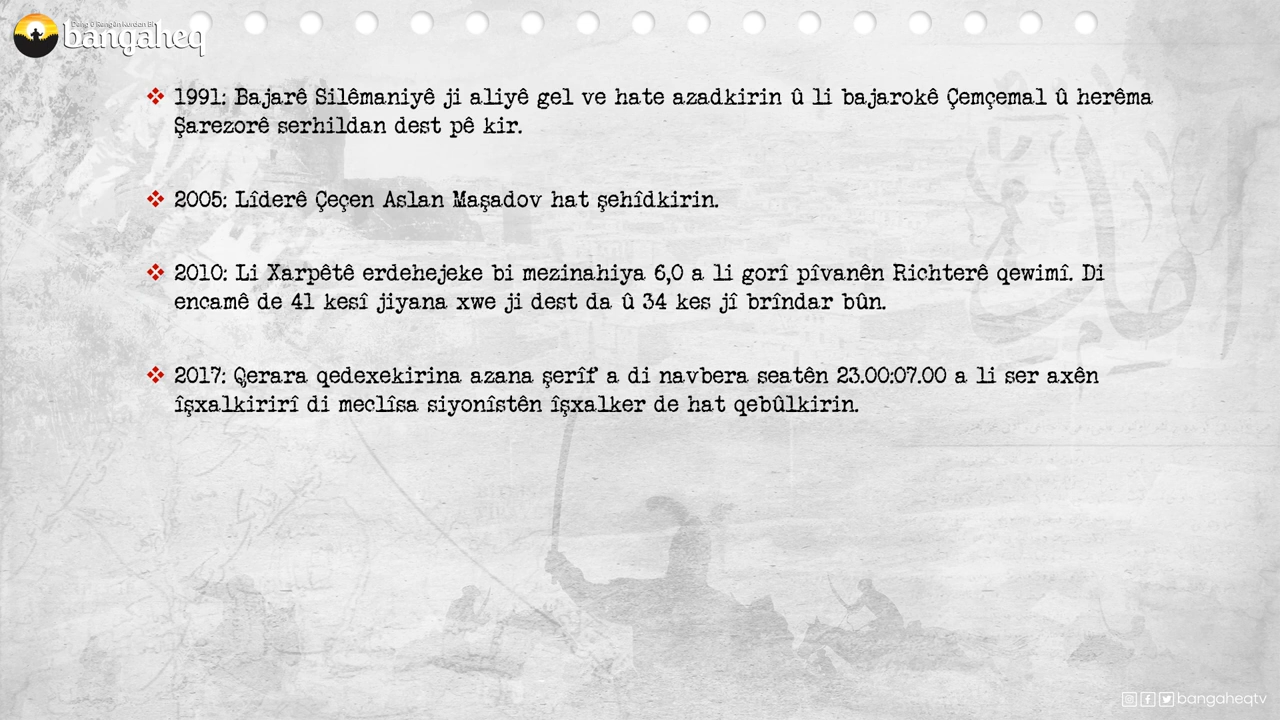 Deng û Rengên Kurdan Bi
bangaheq
1991: Bajarê Silêmaniyê ji aliyê gel ve hate azadkirin û li bajarokê Çemçemal û herêma
Şarezorê serhildan dest pê kir.
2005: Lîderê Çeçen Aslan Maşadov hat şehîdkirin.
2010: Li Xarpêtê erdehejeke bi mezinahiya 6,0 a li gorî pîvanên Richterê qewimî. Di
encamê de 41 kesî jiyana xwe ji dest da û 34 kes jî brîndar bûn.
2017: Qerara qedexekirina azana şerîf a di navbera seatên 23.00:07.00 a li ser axên
îşxalkirirî di meclîsa siyonîstên îşxalker de hat qebûlkirin.
bangaheqtv